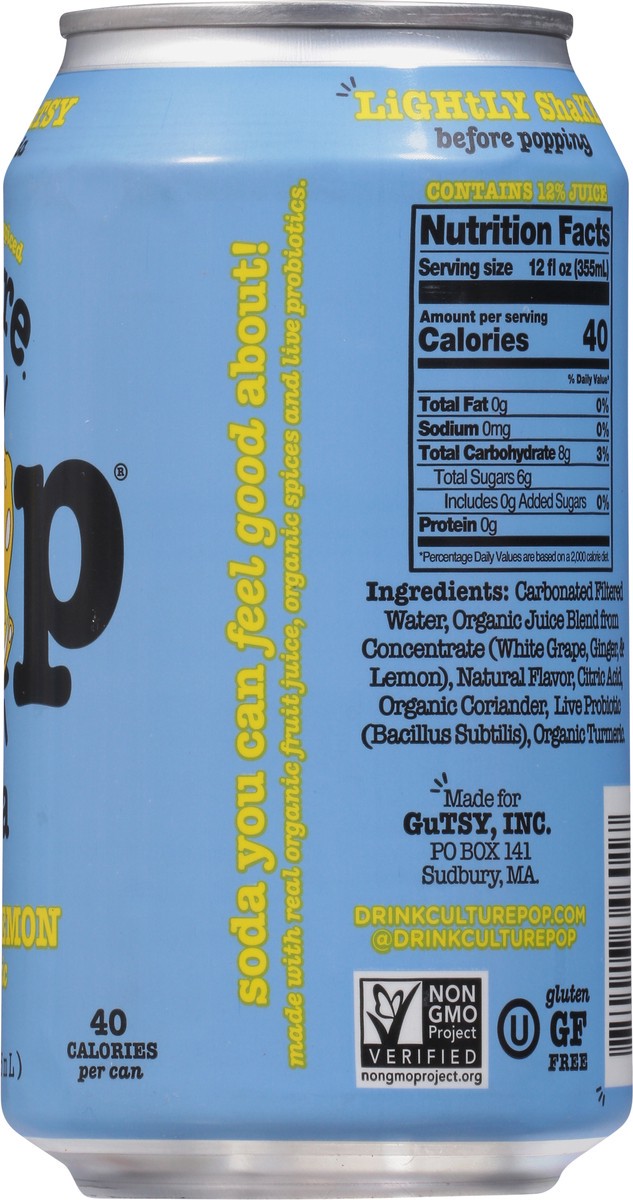 LiGHtLY
before popping
CONTAINS 12% JUICE
Nutrition Facts
Serving size 12 fl oz (355mL)
Amount per serving
Calories 40
% Daily Value*
Total Fat 0g 0%
Sodium 0mg 0%
Total Carbohydrate 8g 3%
Total Sugars 6g
Includes 0g Added Sugars 0%
Protein 0g
*Percentage Daily Values are based on a 2,000 calorie diet.
Ingredients: Carbonated Filtered
Water, Organic Juice Blend from
Concentrate (White Grape, Ginger, &
Lemon), Natural Flavor, Citric Acid,
Organic Coriander, Live Probiotic
(Bacillus Subtilis), Organic Turmeric.
Made for
GuTSY, INC.
PO BOX 141
Sudbury, MA.
DRINKCULTUREPOP.COM
@DRINKCULTUREPOP
NON
GMO
Project
VERIFIED
nongmoproject.org
U
gluten
GF
FREE
soda you can feel good about!
made with real organic fruit juice, organic spices and live probiotics.
p®
40
CALORIES
per can